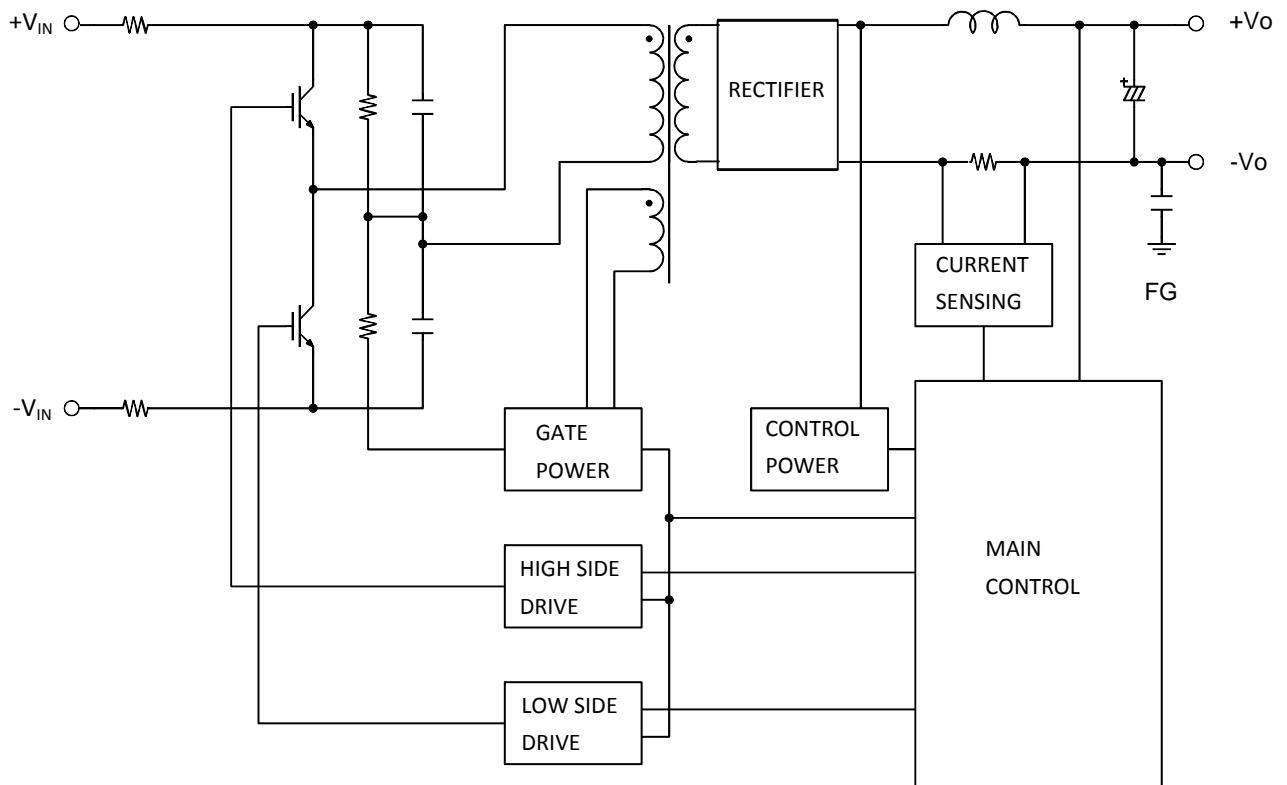 +VIN
+Vo
RECTIFIER
-Vo
CURRENT
SENSING
FG
-VIN
GATE
POWER
CONTROL
POWER
MAIN
CONTROL
HIGH SIDE
DRIVE
LOW SIDE
DRIVE